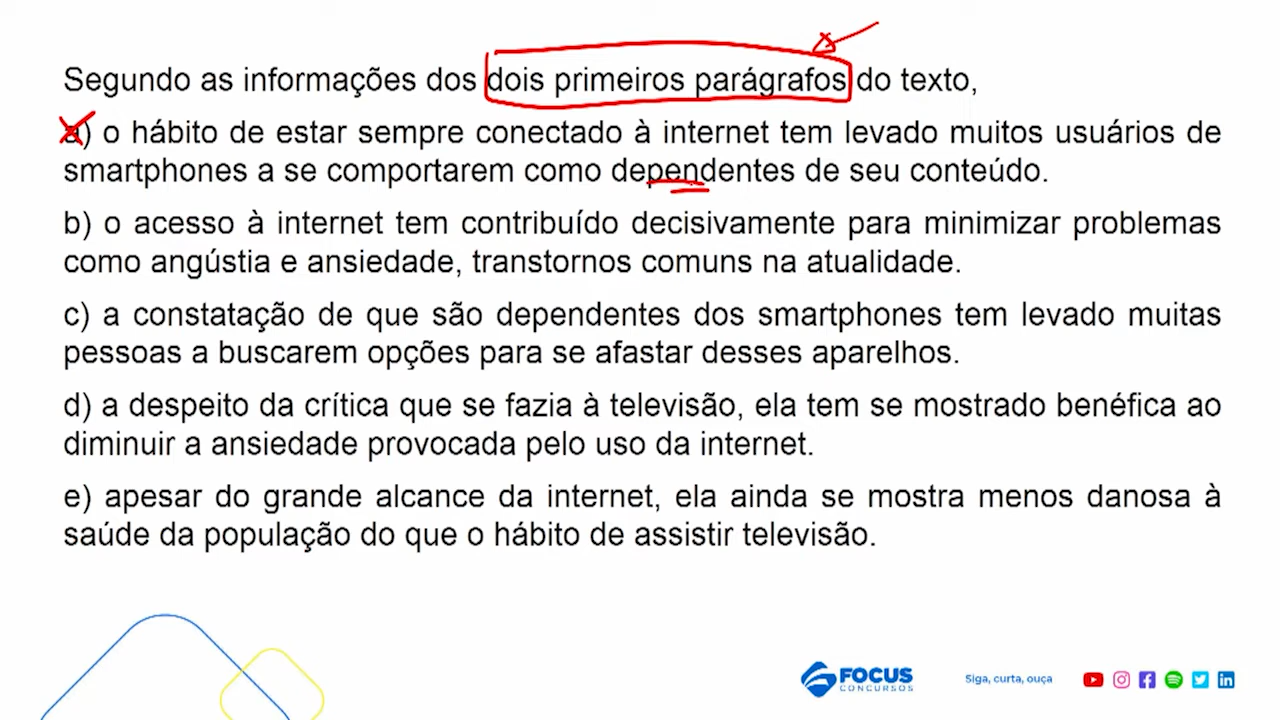 Segundo as informações dos dois primeiros parágrafos do texto,
a) o hábito de estar sempre conectado à internet tem levado muitos usuários de
smartphones a se comportarem como dependentes de seu conteúdo.
b) o acesso à internet tem contribuído decisivamente para minimizar problemas
como angústia e ansiedade, transtornos comuns na atualidade.
c) a constatação de que são dependentes dos smartphones tem levado muitas
pessoas a buscarem opções para se afastar desses aparelhos.
d) a despeito da crítica que se fazia à televisão, ela tem se mostrado benéfica ao
diminuir a ansiedade provocada pelo uso da internet.
e) apesar do grande alcance da internet, ela ainda se mostra menos danosa à
saúde da população do que o hábito de assistir televisão.
FOCUS
CONCURSOS
Siga, curta, ouça